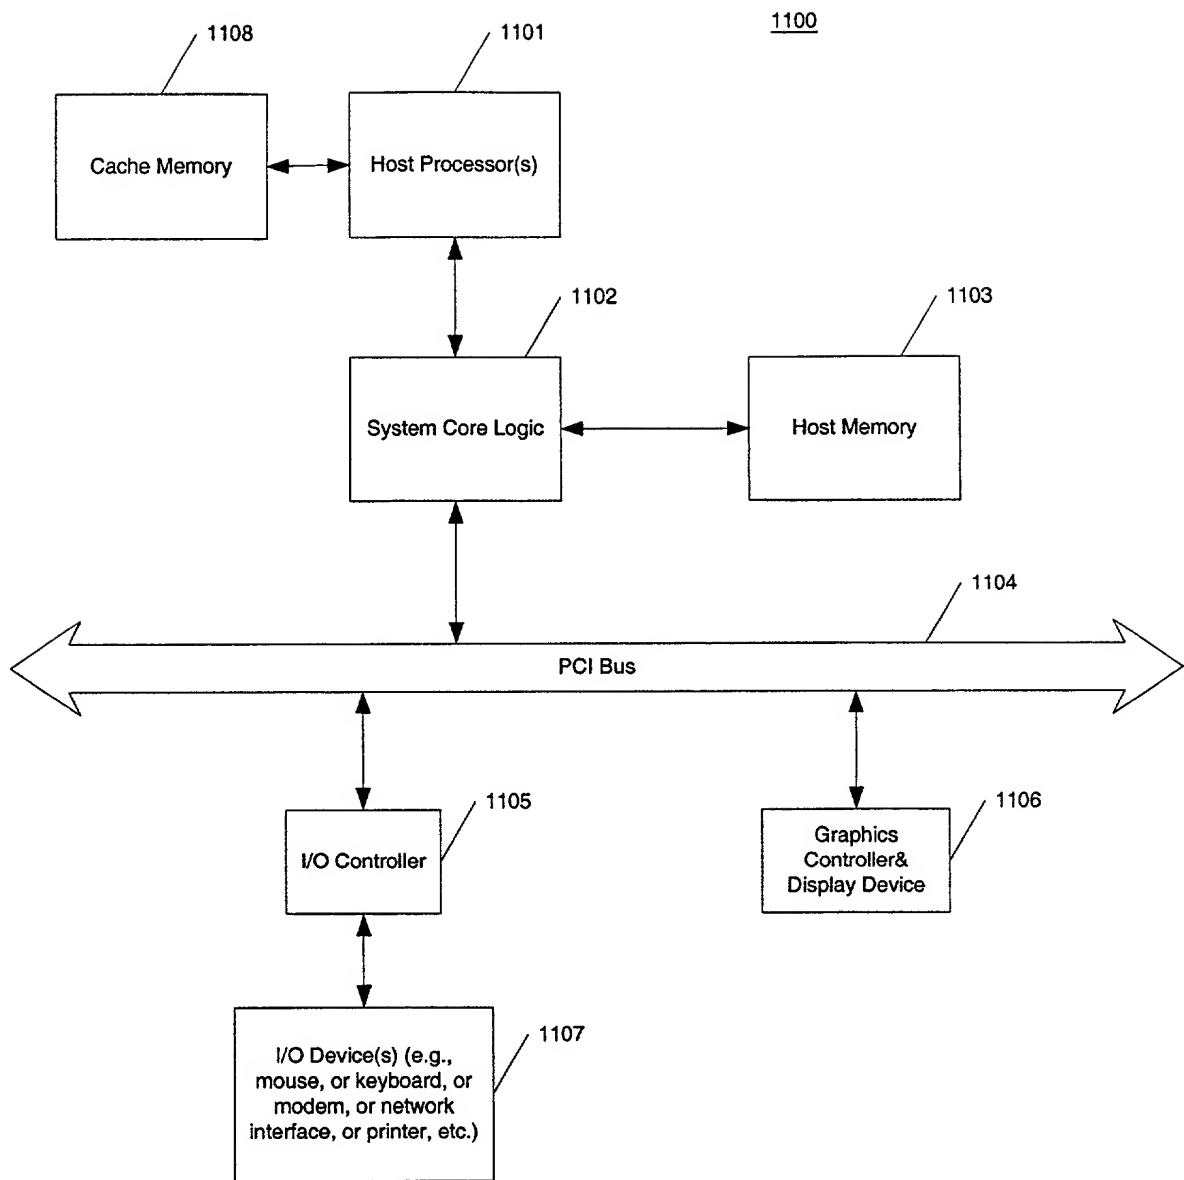 1100
1108
1101
Cache Memory
Host Processor(s)
1102
1103
System Core Logic
Host Memory
1104
PCI Bus
1105
1106
I/O Controller
Graphics
Controller&
Display Device
1107
I/O Device(s) (e.g.,
mouse, or keyboard, or
modem, or network
interface, or printer, etc.)